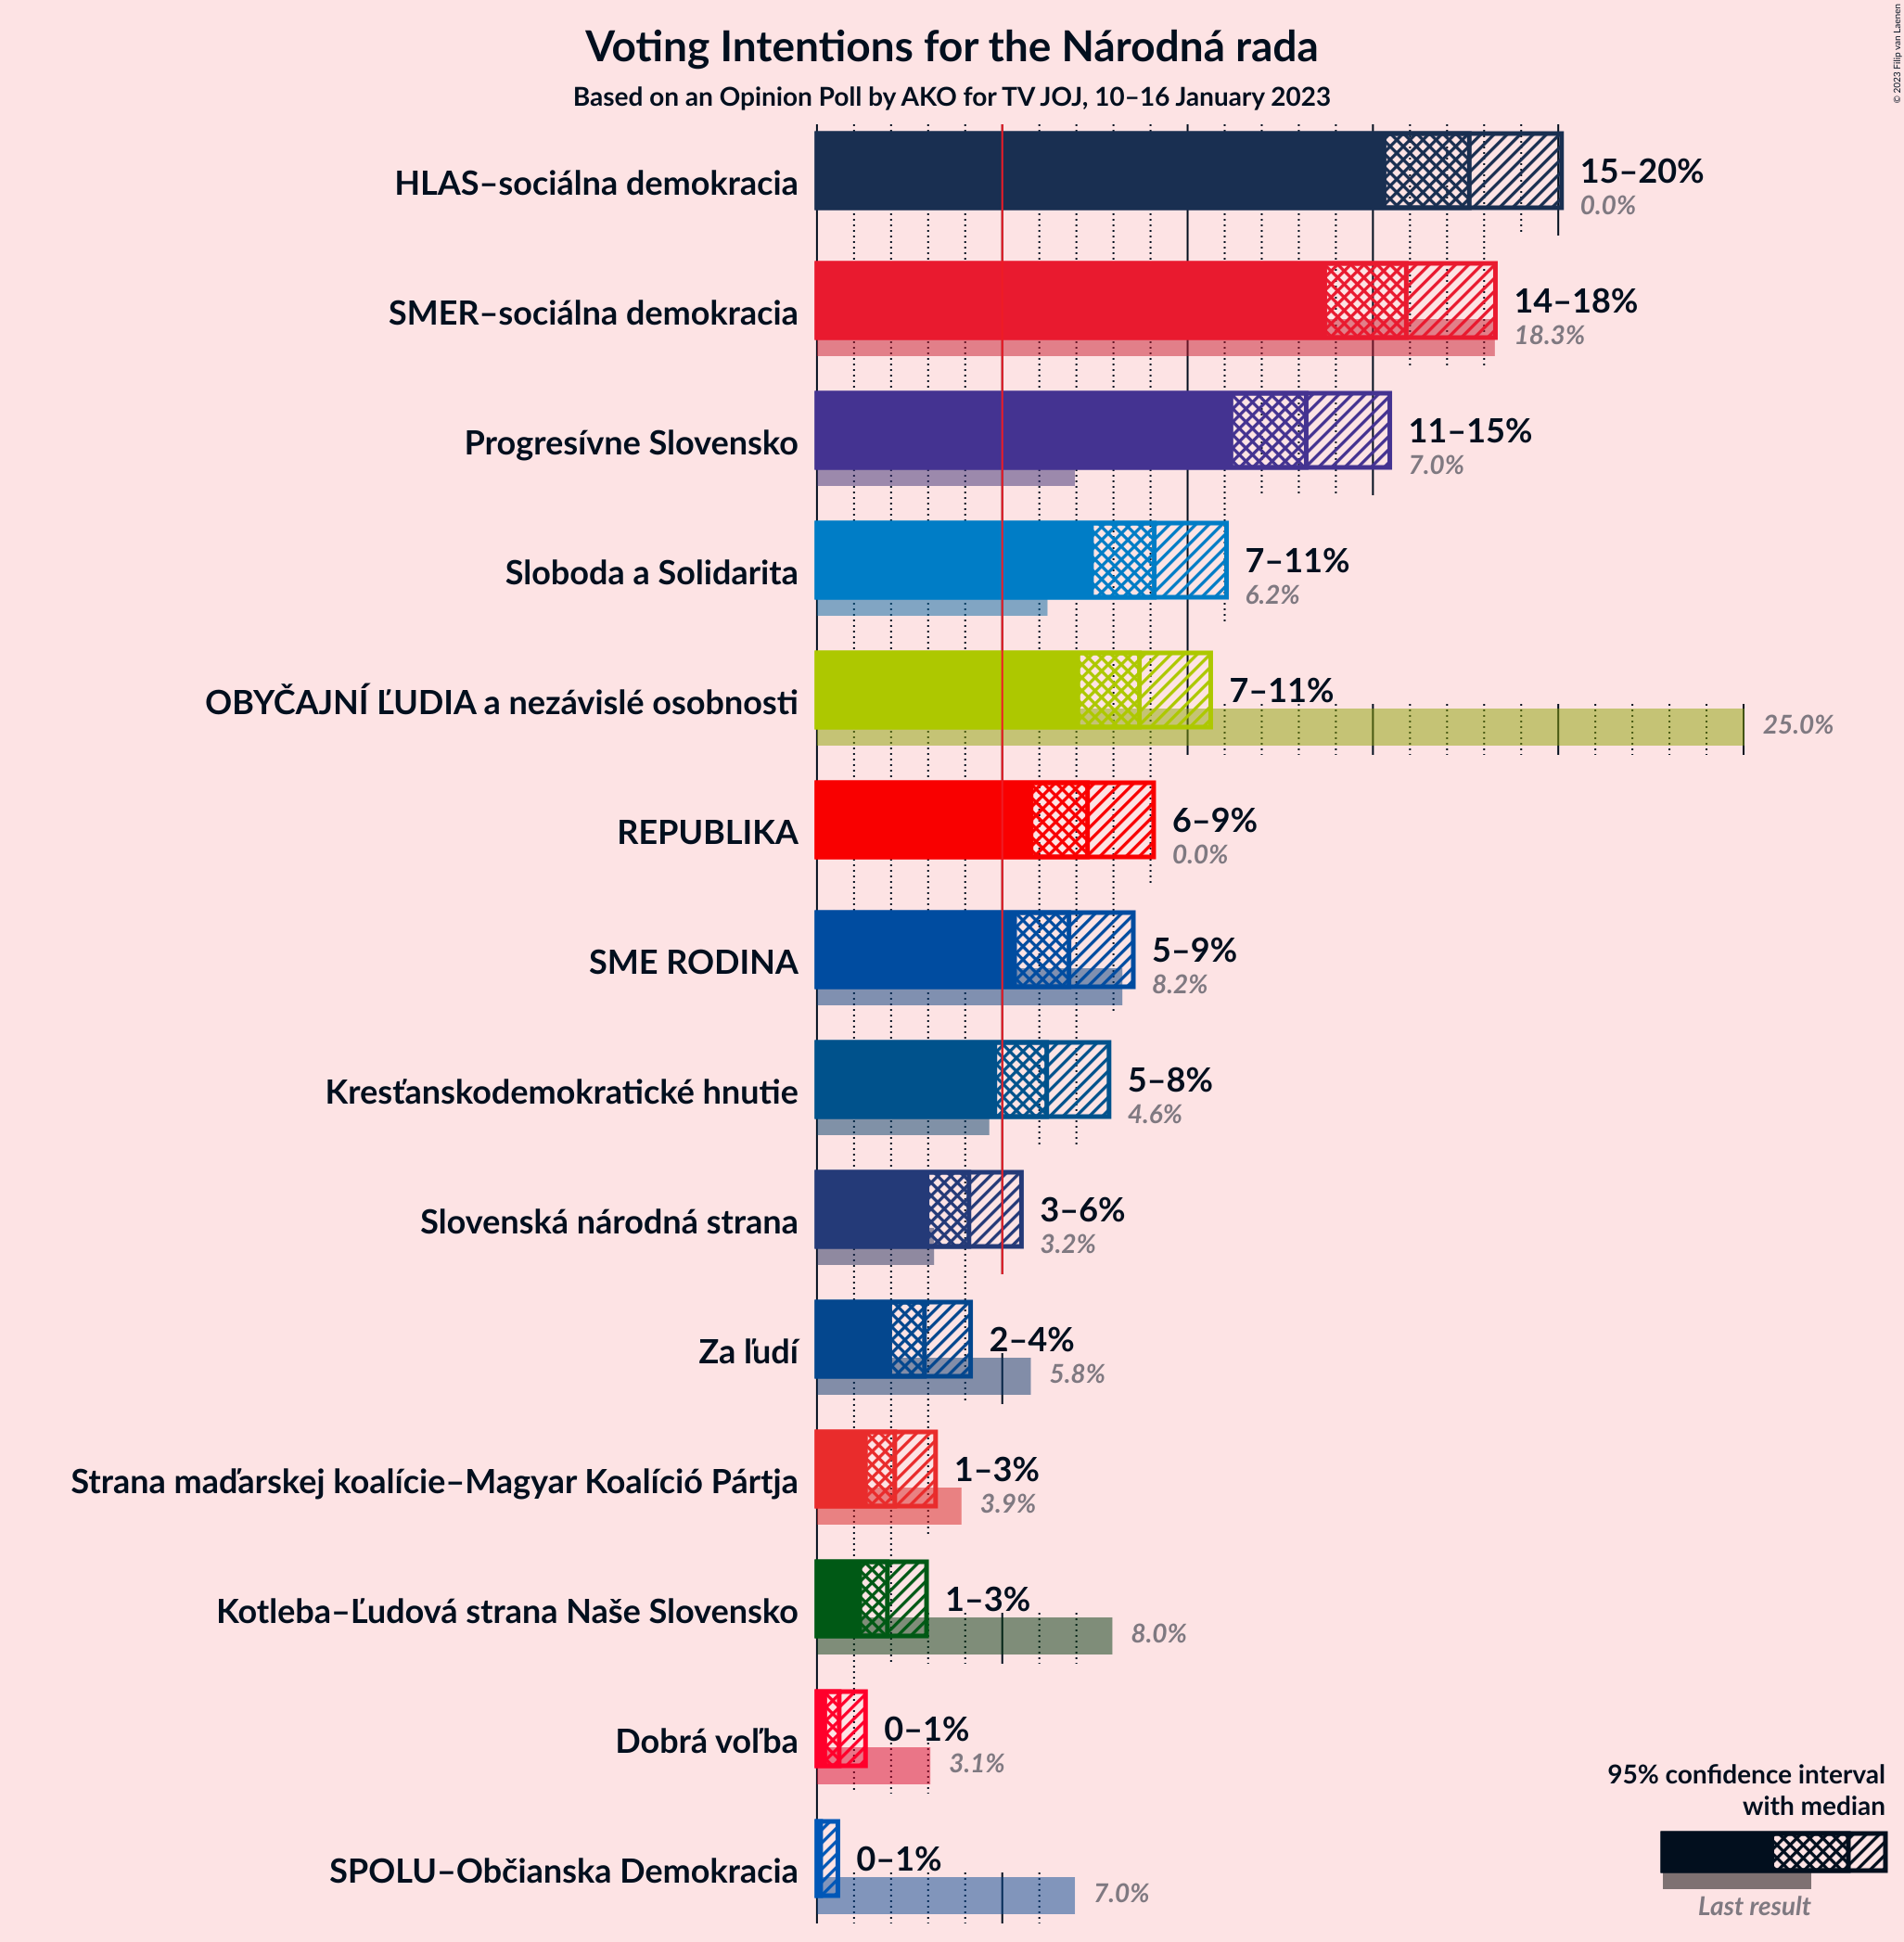 Voting Intentions for the Národná rada
Based on an Opinion Poll by AKO for TV JOJ, 10–16 January 2023
© 2023 Filip van Laenen
HLAS–sociálna demokracia
15–20%
0.0%
SMER–sociálna demokracia
14–18%
18.3%
Progresívne Slovensko
11–15%
7.0%
Sloboda a Solidarita
7–11%
6.2%
OBYČAJNÍ ĽUDIA a nezávislé osobnosti
7–11%
25.0%
REPUBLIKA
6–9%
0.0%
SME RODINA
5–9%
8.2%
Kresťanskodemokratické hnutie
5–8%
4.6%
Slovenská národná strana
3–6%
3.2%
Za ľudí
2–4%
5.8%
Strana maďarskej koalície–Magyar Koalíció Pártja
1–3%
3.9%
Kotleba–Ľudová strana Naše Slovensko
1–3%
8.0%
Dobrá voľba
0–1%
3.1%
SPOLU–Občianska Demokracia
0–1%
7.0%
95% confidence interval
with median
Last result